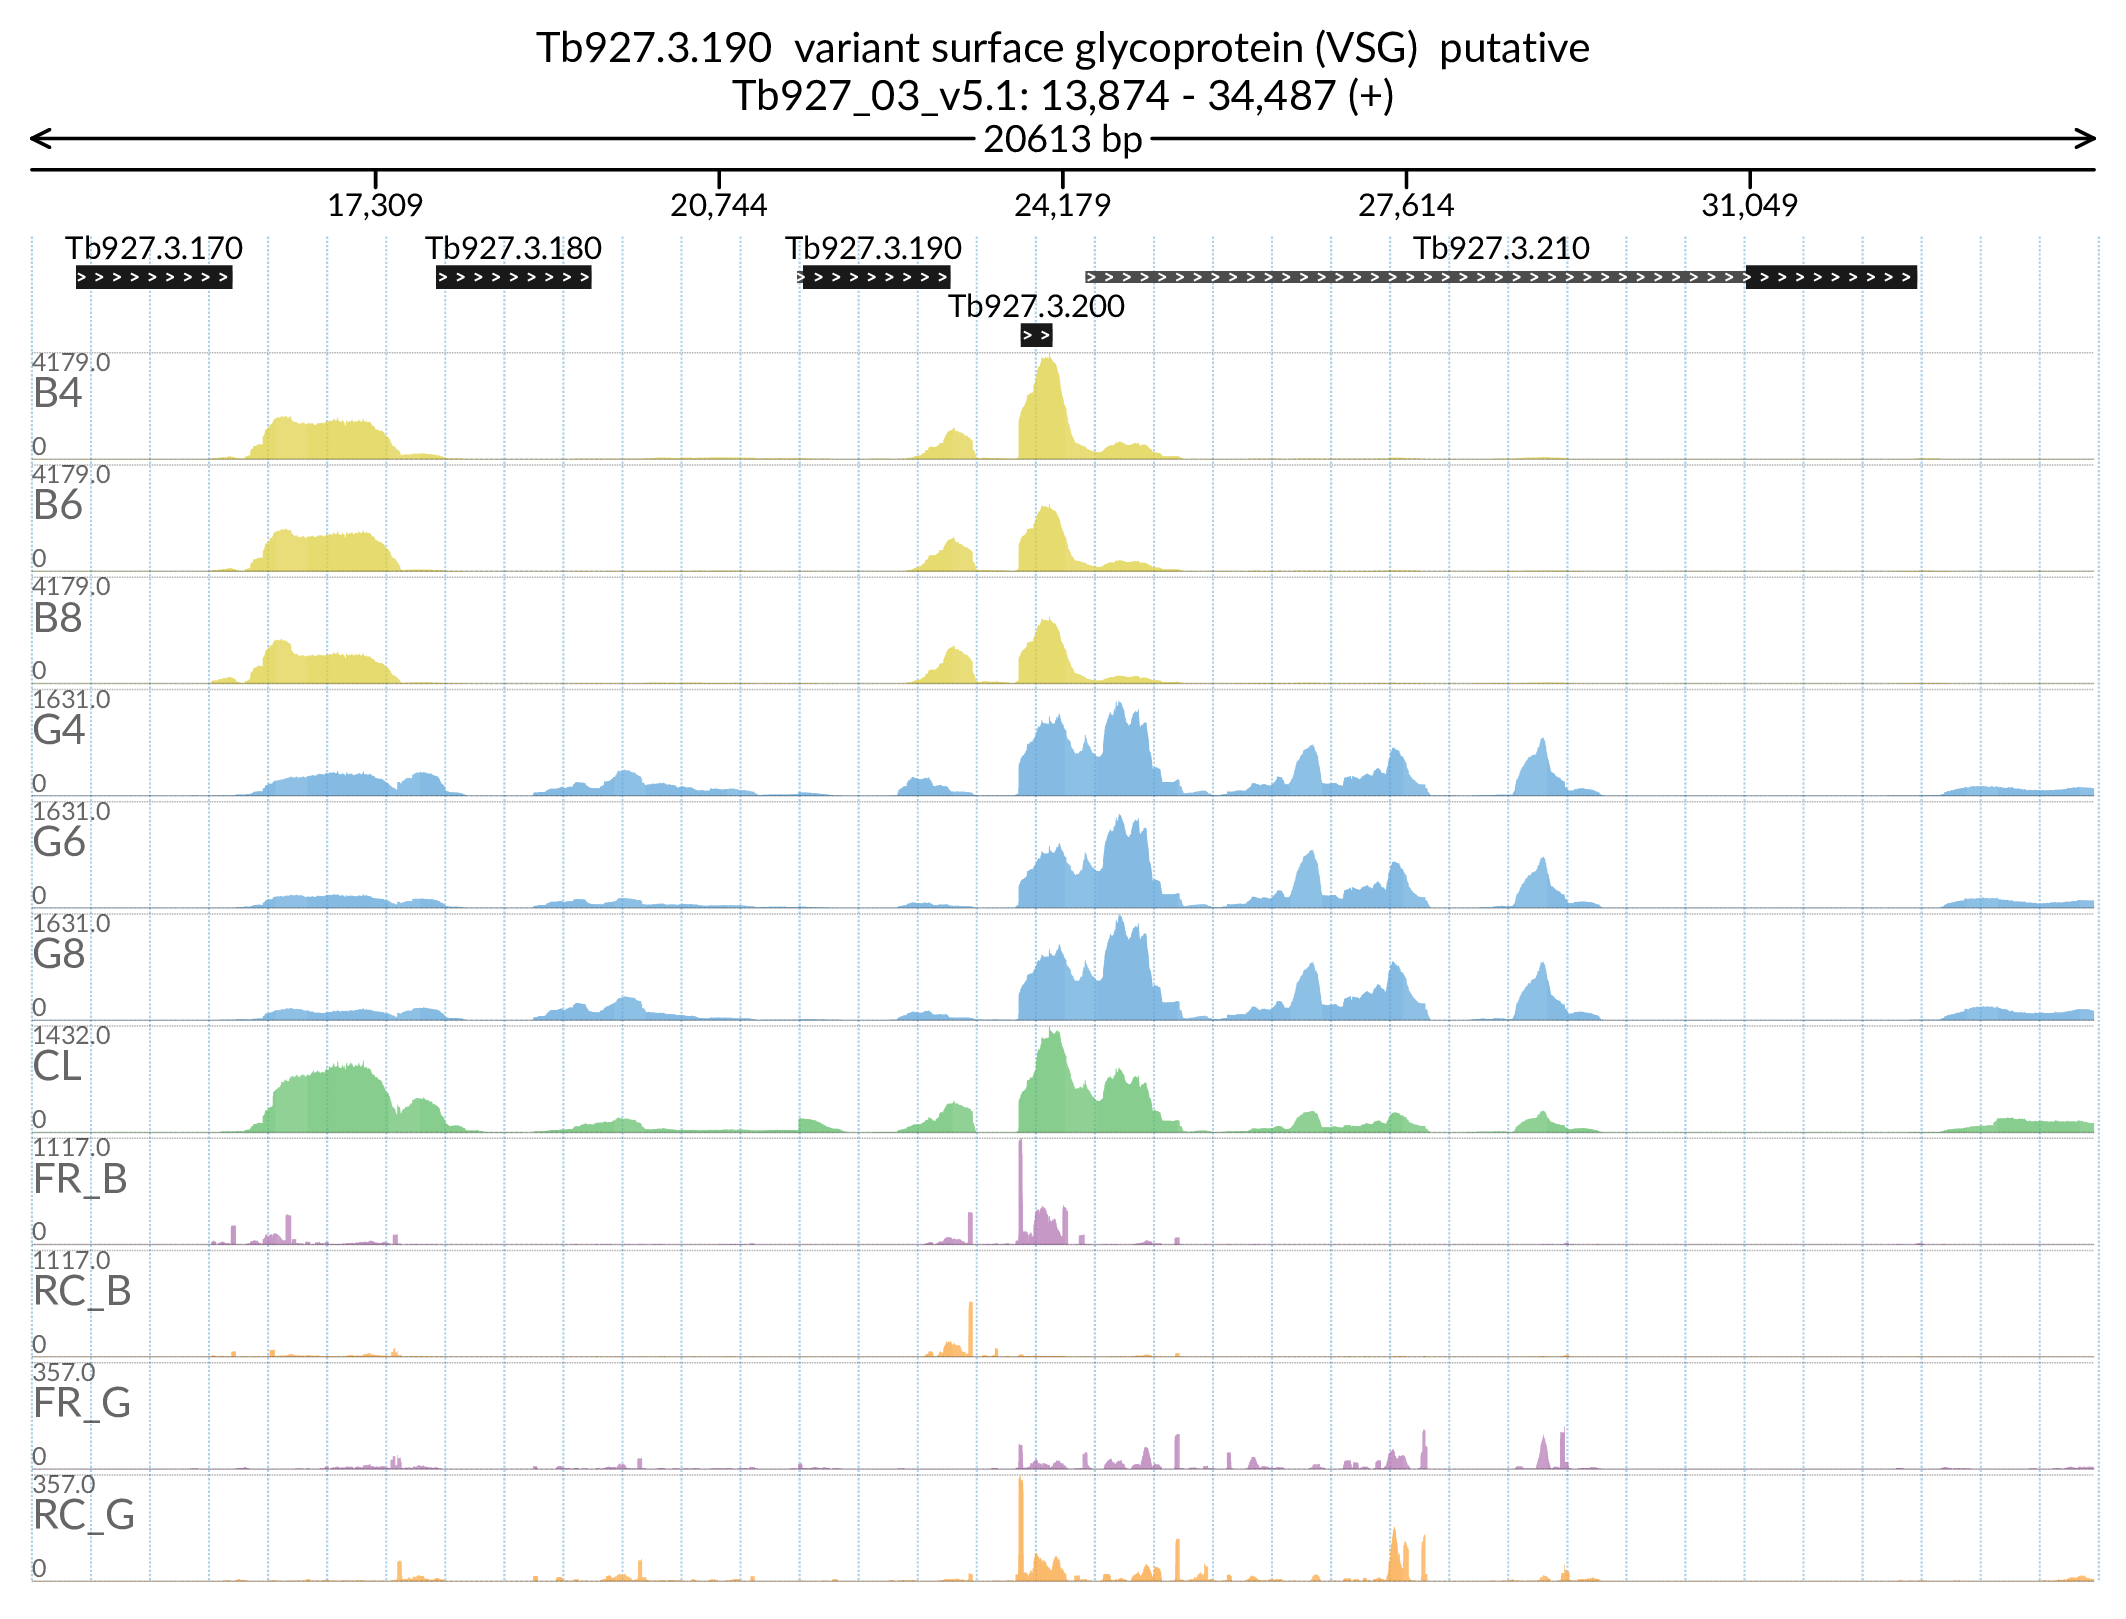 Tb927.3.190  variant surface glycoprotein (VSG)  putative
Tb927_03_v5.1: 13,874 - 34,487 (+)
20613 bp
17,309 20,744 24,179 27,614 31,049
Tb927.3.170 Tb927.3.180 Tb927.3.190 Tb927.3.210
Tb927.3.200
4179.0
B4
0
4179.0
B6
0
4179.0
B8
0
1631.0
G4
0
1631.0
G6
0
1631.0
G8
0
1432.0
CL
0
1117.0
FR_B
0
1117.0
RC_B
0
357.0
FR_G
0
357.0
RC_G
0